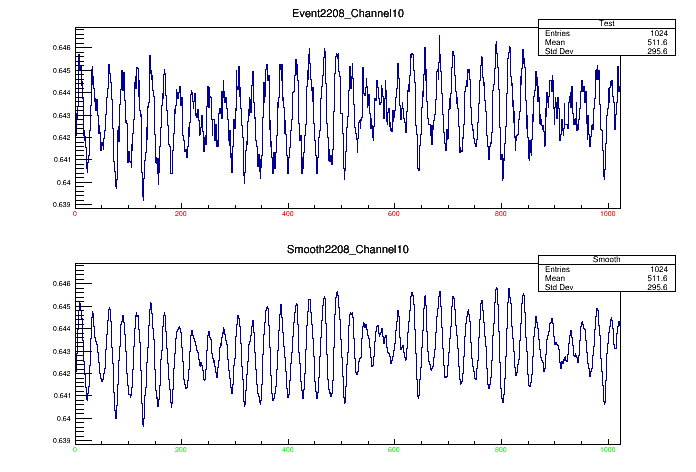 Event2208_Channel10
Test
Entries 1024
Mean 511.6
Std Dev 295.6
0.646
0.645
0.644
0.643
0.642
0.641
0.64
0.639
0 200 400 600 800 1000
Smooth2208_Channel10
Smooth
Entries 1024
Mean 511.6
Std Dev 295.6
0.646
0.645
0.644
0.643
0.642
0.641
0.64
0.639
0 200 400 600 800 1000